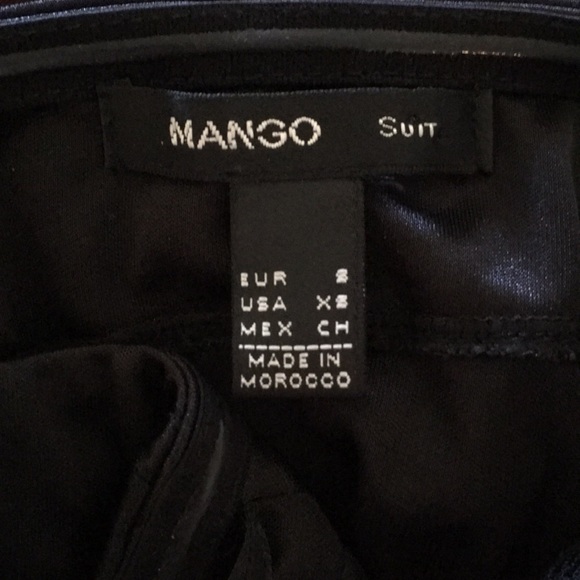 MANGO SUIT
EUR S
USA XS
MEX CH
MADE IN
MOROCCO